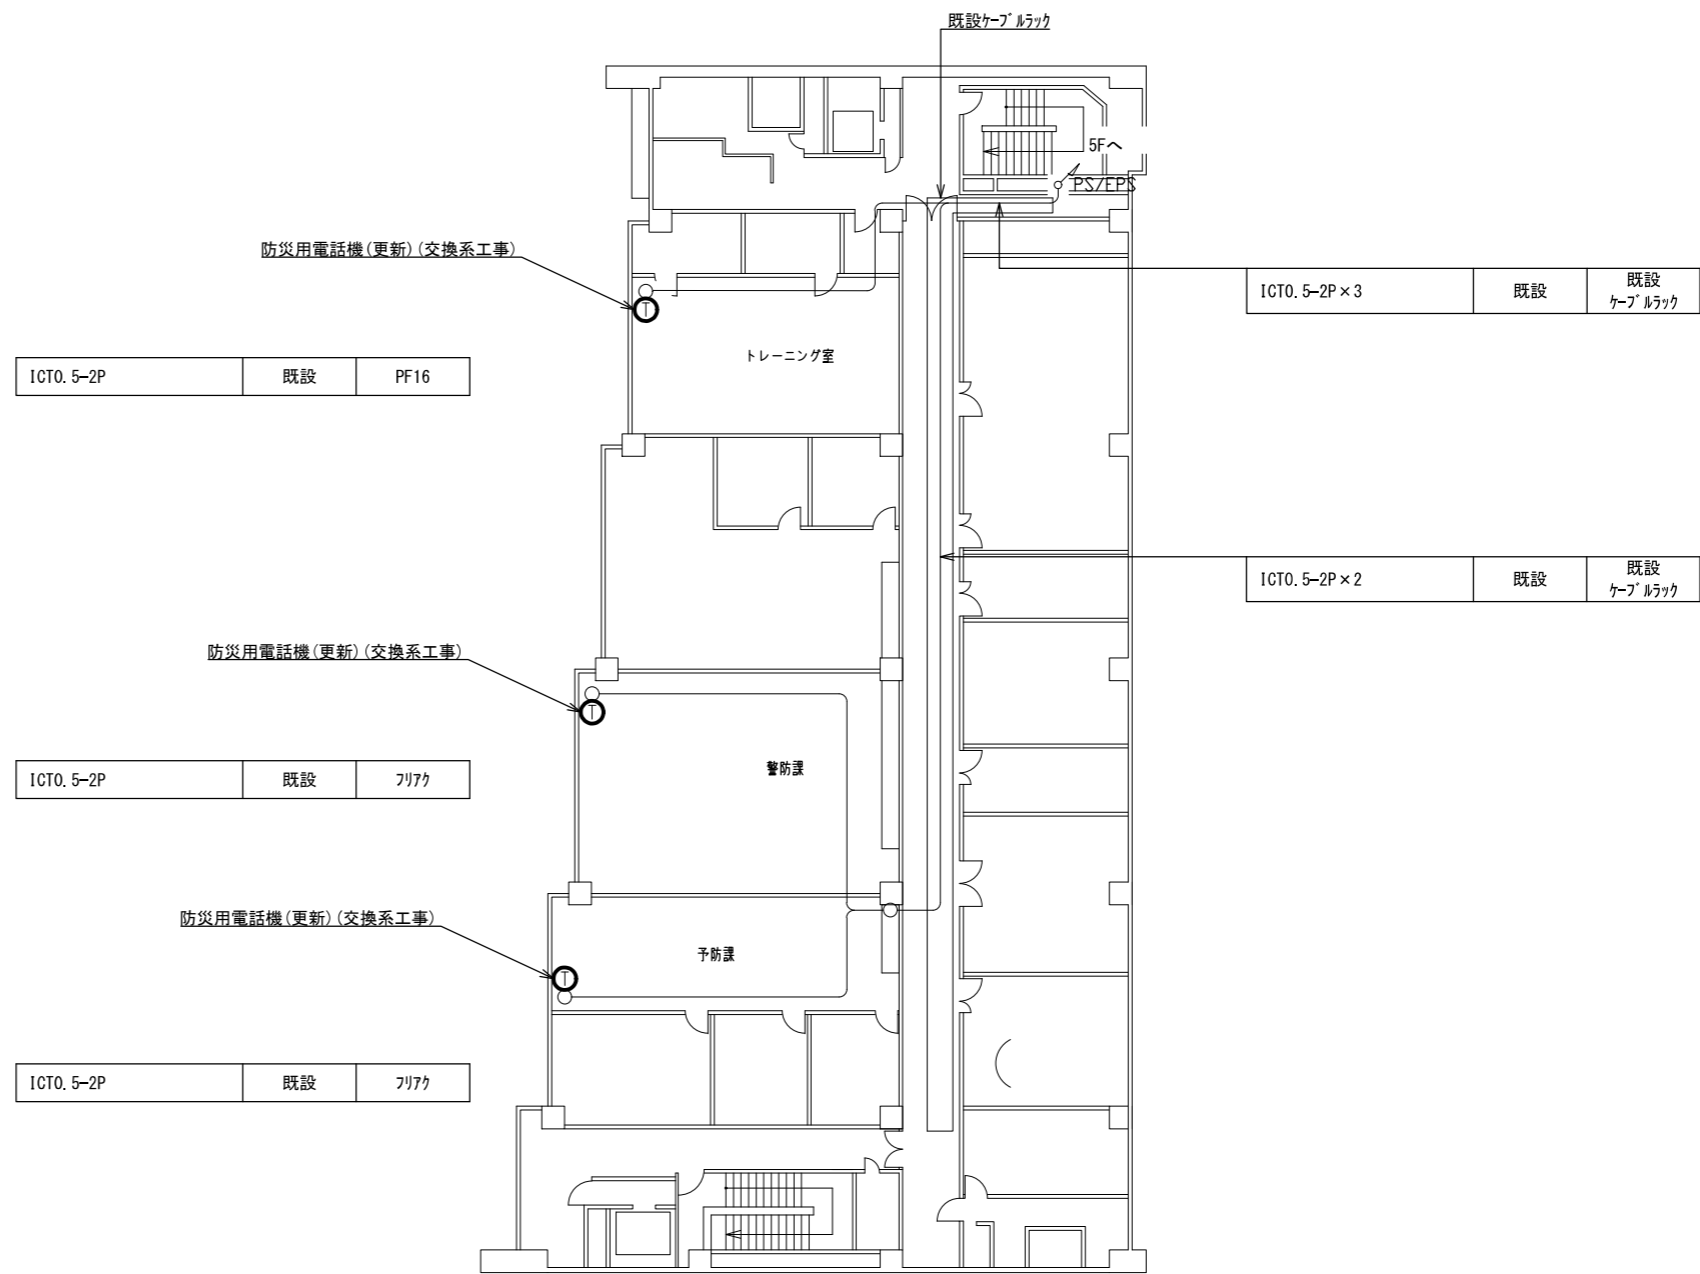 既設ｹｰﾌﾞﾙﾗｯｸ
5Fへ
PS/EPS
防災用電話機(更新)(交換系工事)
T
ICT0.5-2P×3 既設 既設
ｹｰﾌﾞﾙﾗｯｸ
トレーニング室
ICT0.5-2P 既設 PF16
ICT0.5-2P×2 既設 既設
ｹｰﾌﾞﾙﾗｯｸ
防災用電話機(更新)(交換系工事)
T
警防課
ICT0.5-2P 既設 ﾌﾘｱｸ
防災用電話機(更新)(交換系工事)
予防課
T
ICT0.5-2P 既設 ﾌﾘｱｸ